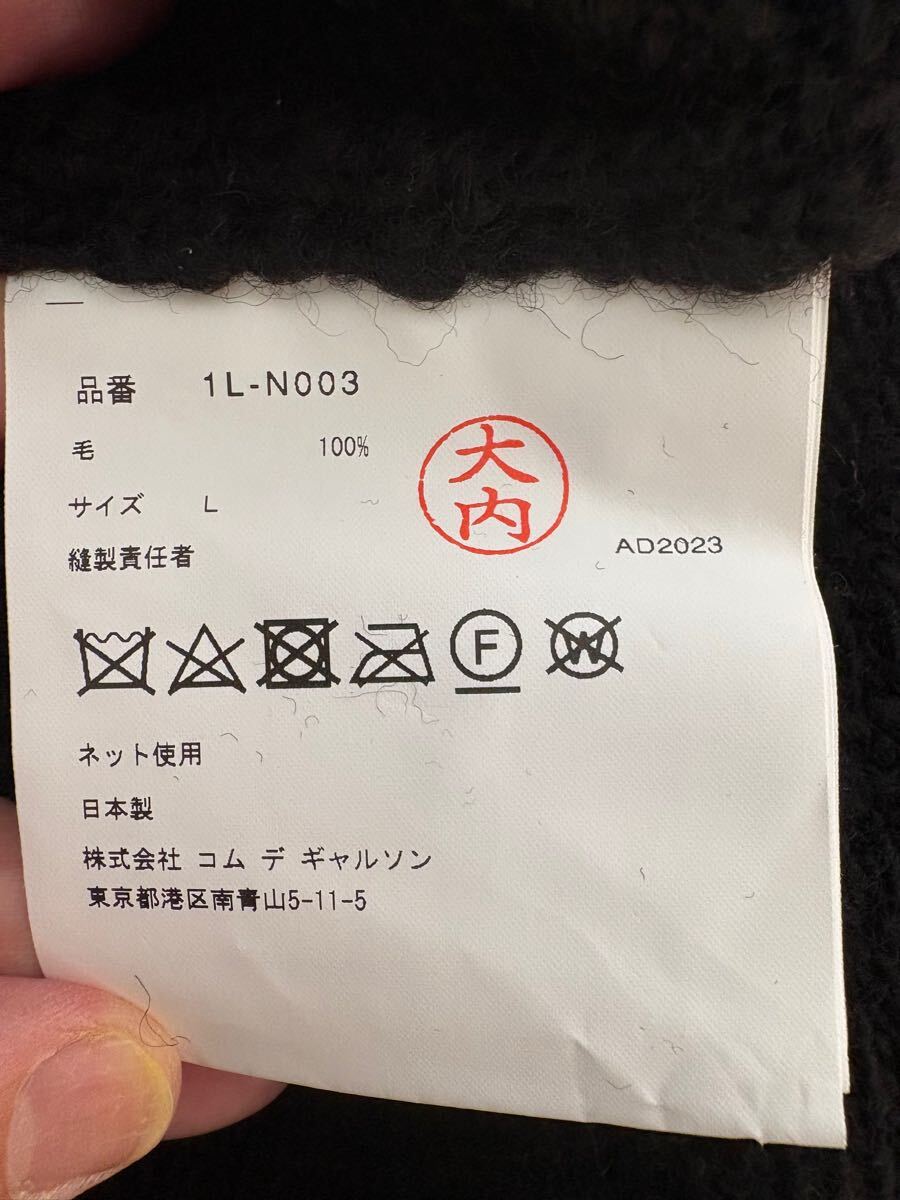 品番 1L-N003
毛 100%
サイズ L
縫製責任者
大内
AD2023
F
W
ネット使用
日本製
株式会社 コム デ ギャルソン
東京都港区南青山5-11-5